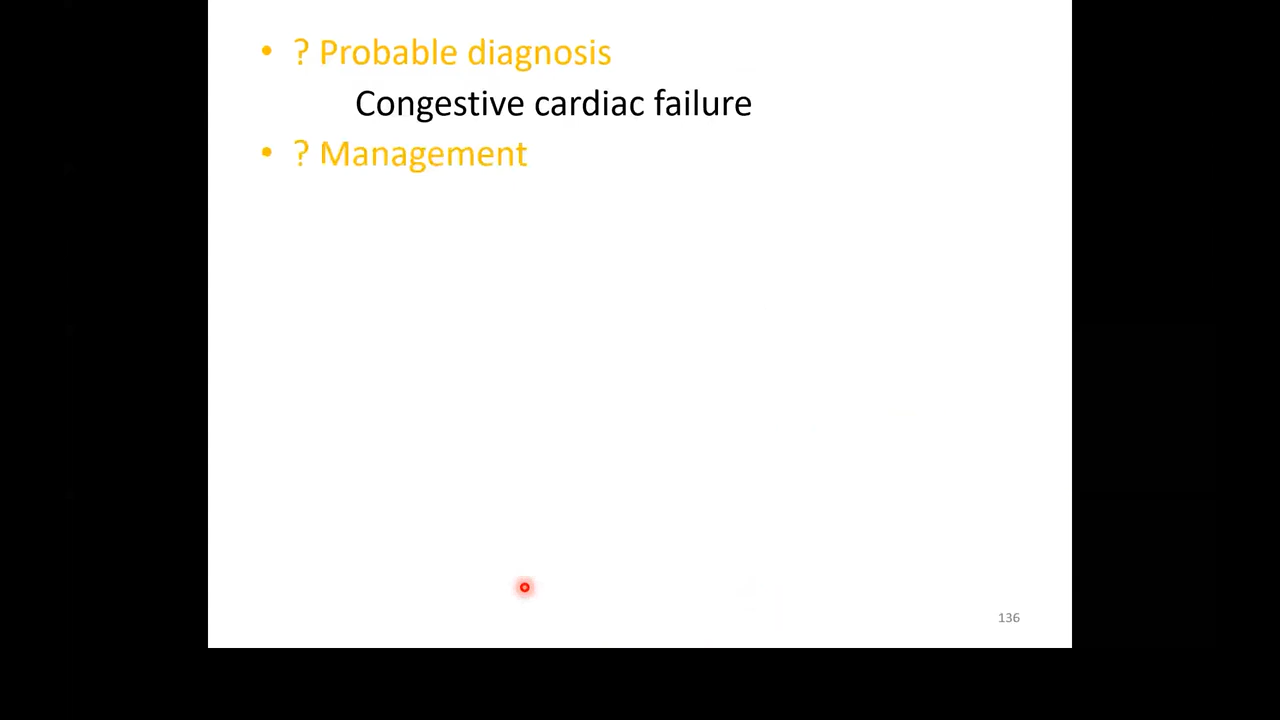 • ? Probable diagnosis
Congestive cardiac failure
• ? Management
136